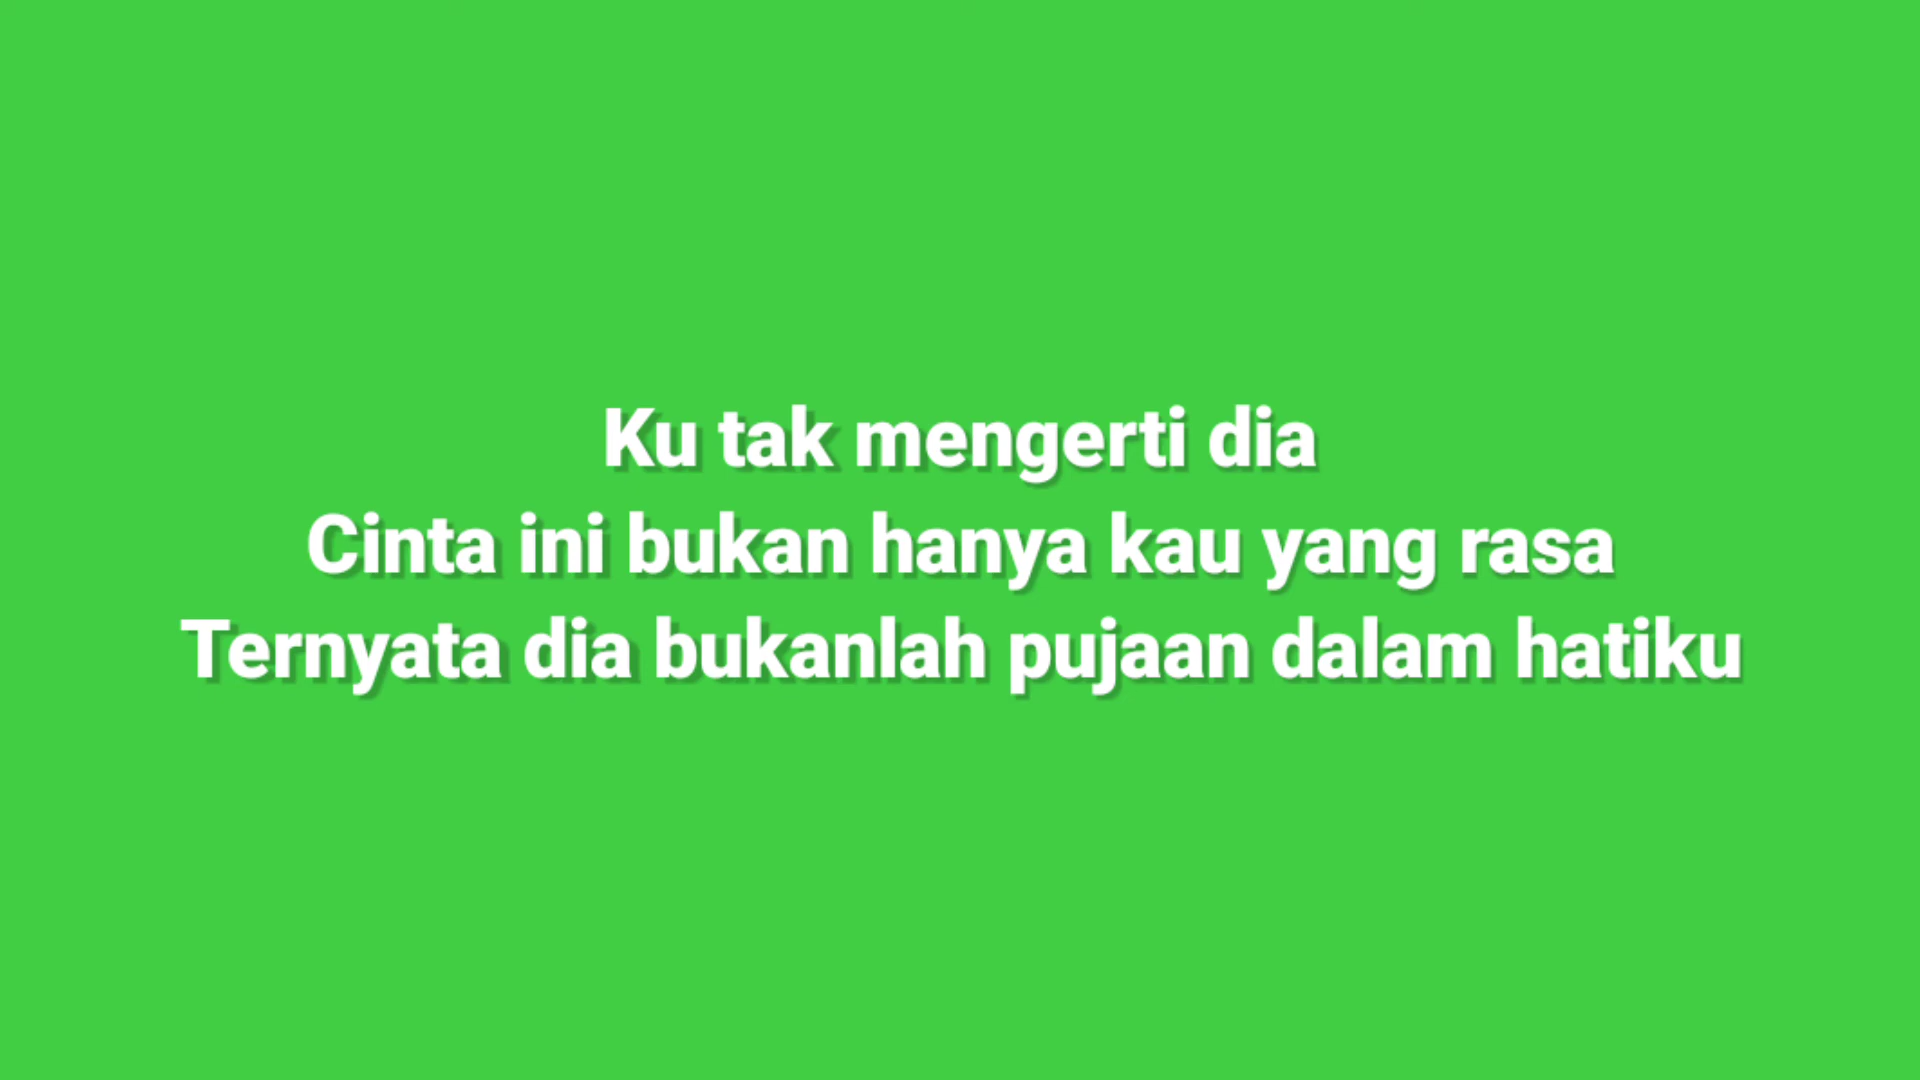 Ku tak mengerti dia
Cinta ini bukan hanya kau yang rasa
Ternyata dia bukanlah pujaan dalam hatiku